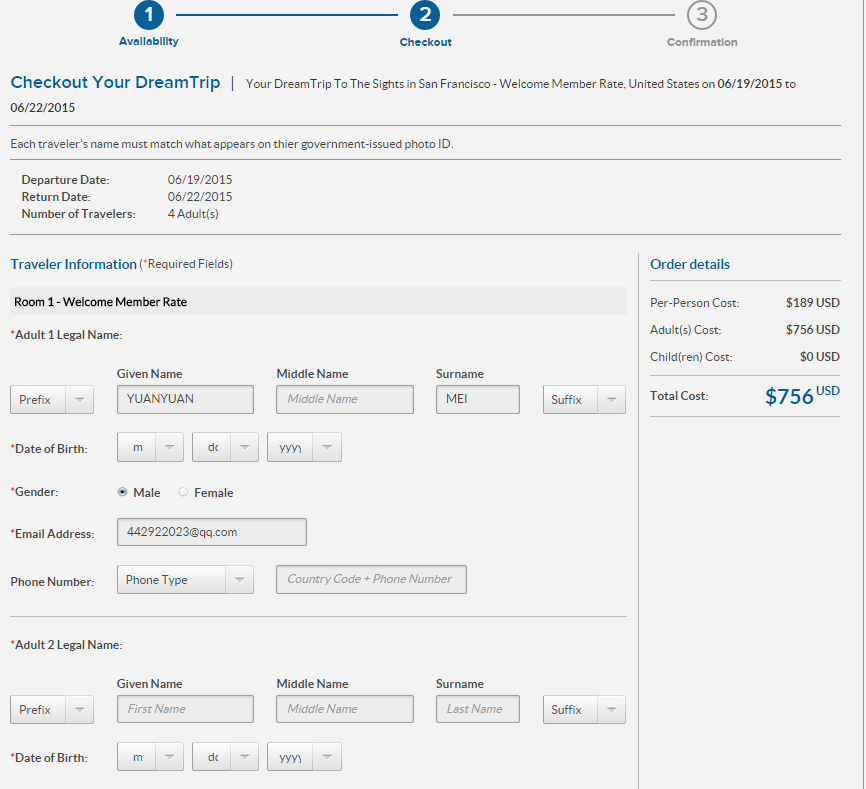 1 2 3
Availability Checkout Confirmation
Checkout Your DreamTrip | Your DreamTrip To The Sights in San Francisco - Welcome Member Rate, United States on 06/19/2015 to
06/22/2015
Each traveler's name must match what appears on thier government-issued photo ID.
Departure Date: 06/19/2015
Return Date: 06/22/2015
Number of Travelers: 4 Adult(s)
Traveler Information (*Required Fields)
Room 1 - Welcome Member Rate
*Adult 1 Legal Name:
Given Name Middle Name Surname
Prefix YUANYUAN Middle Name MEI Suffix
*Date of Birth: m dc yyyy
*Gender: Male Female
*Email Address: 442922023@qq.com
Phone Number: Phone Type Country Code + Phone Number
*Adult 2 Legal Name:
Given Name Middle Name Surname
Prefix First Name Middle Name Last Name Suffix
*Date of Birth: m dc yyyy
Order details
Per-Person Cost: $189 USD
Adult(s) Cost: $756 USD
Child(ren) Cost: $0 USD
Total Cost: $756 USD